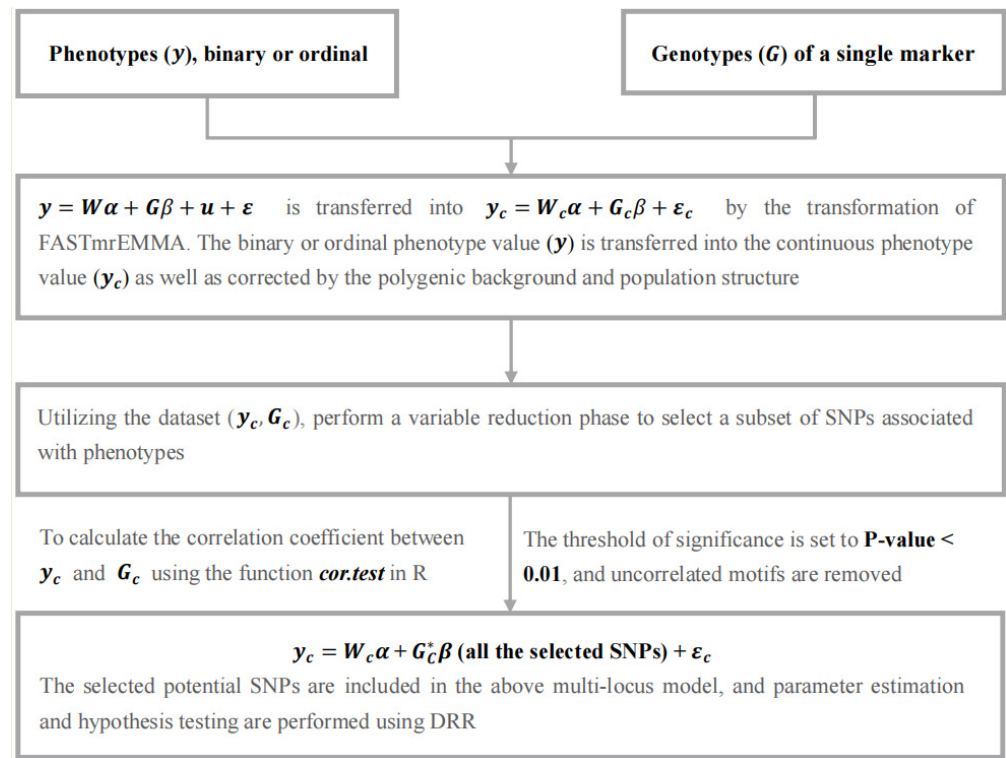 Phenotypes (y), binary or ordinal
Genotypes (G) of a single marker
y = Wα + Gβ + u + ε is transferred into y_c = W_cα + G_cβ + ε_c by the transformation of
FASTmrEMMA. The binary or ordinal phenotype value (y) is transferred into the continuous phenotype
value (y_c) as well as corrected by the polygenic background and population structure
Utilizing the dataset (y_c, G_c), perform a variable reduction phase to select a subset of SNPs associated
with phenotypes
To calculate the correlation coefficient between
y_c and G_c using the function cor.test in R
The threshold of significance is set to P-value <
0.01, and uncorrelated motifs are removed
y_c = W_cα + G*_Cβ (all the selected SNPs) + ε_c
The selected potential SNPs are included in the above multi-locus model, and parameter estimation
and hypothesis testing are performed using DRR